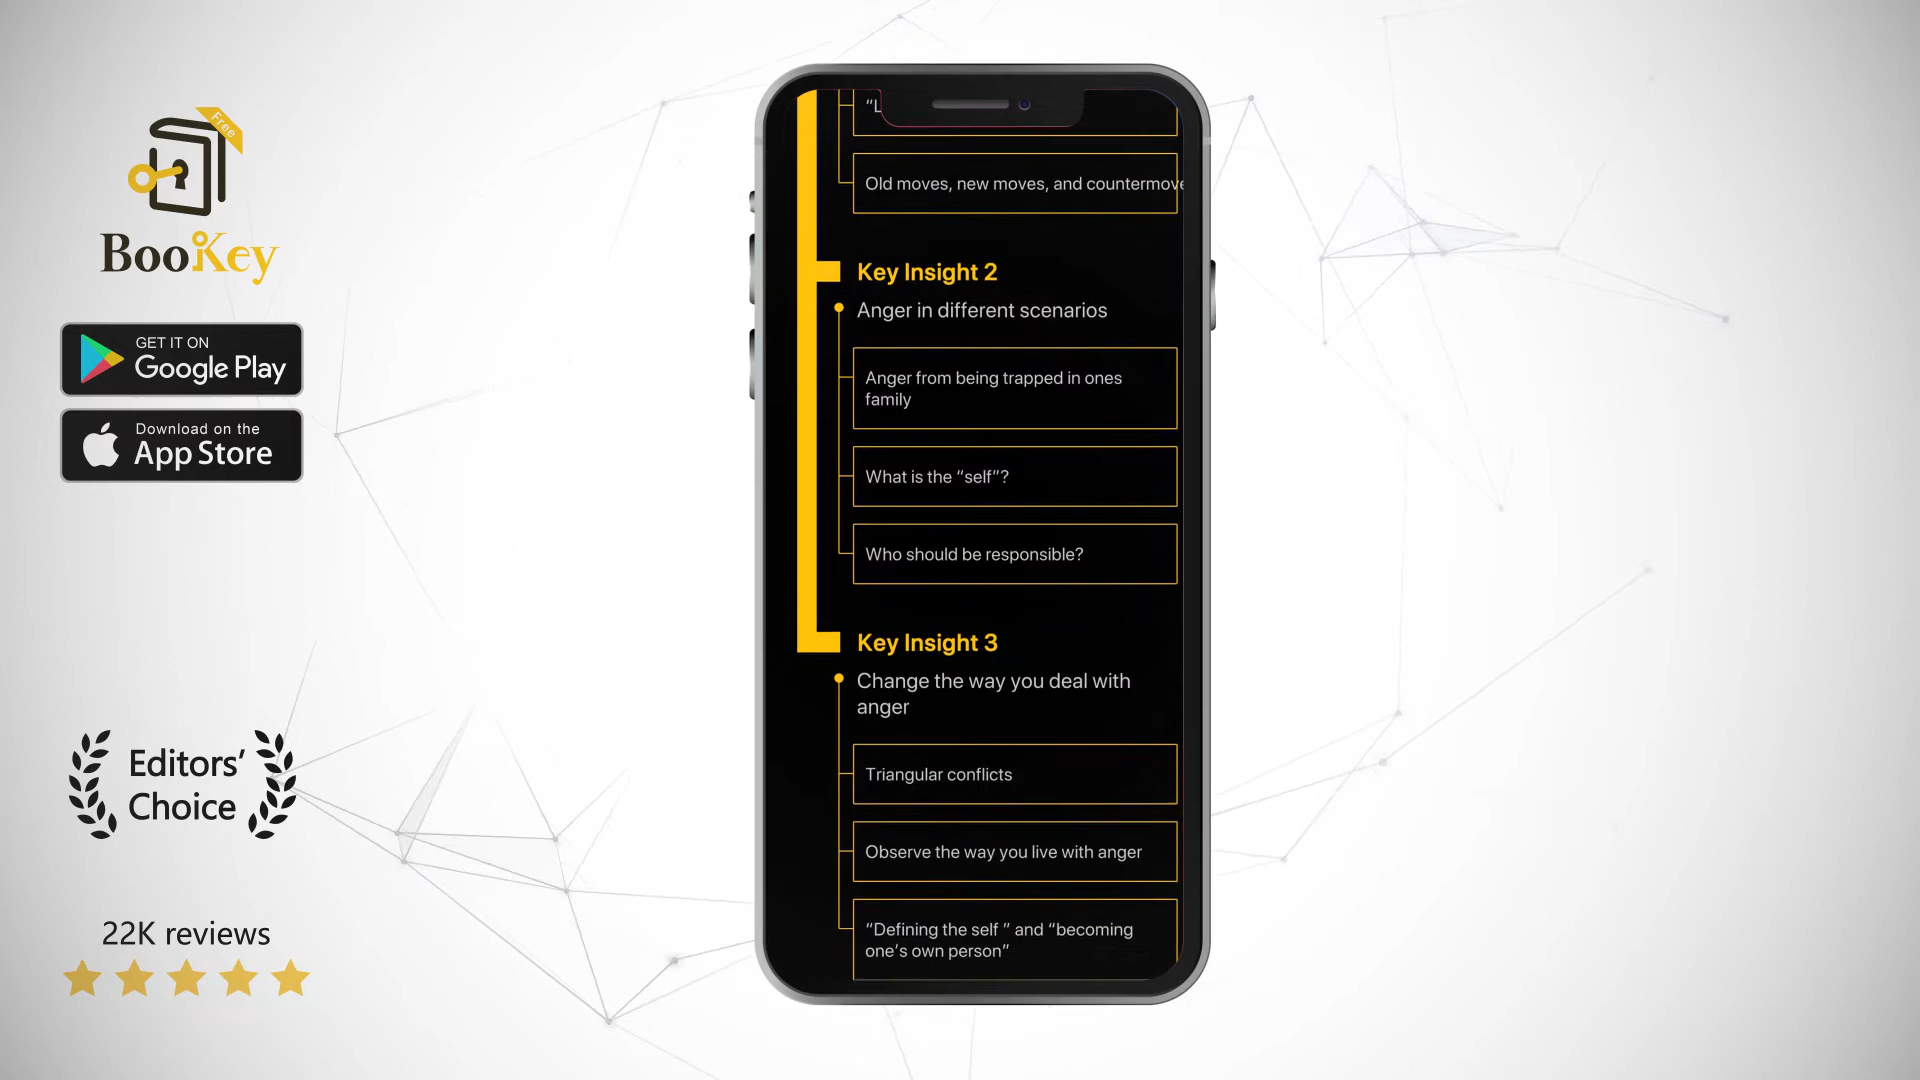 Free
BooKey
GET IT ON
Google Play
Download on the
App Store
Editors’
Choice
22K reviews
“L
Old moves, new moves, and countermove
Key Insight 2
Anger in different scenarios
Anger from being trapped in ones
family
What is the “self”?
Who should be responsible?
Key Insight 3
Change the way you deal with
anger
Triangular conflicts
Observe the way you live with anger
“Defining the self ” and “becoming
one’s own person”